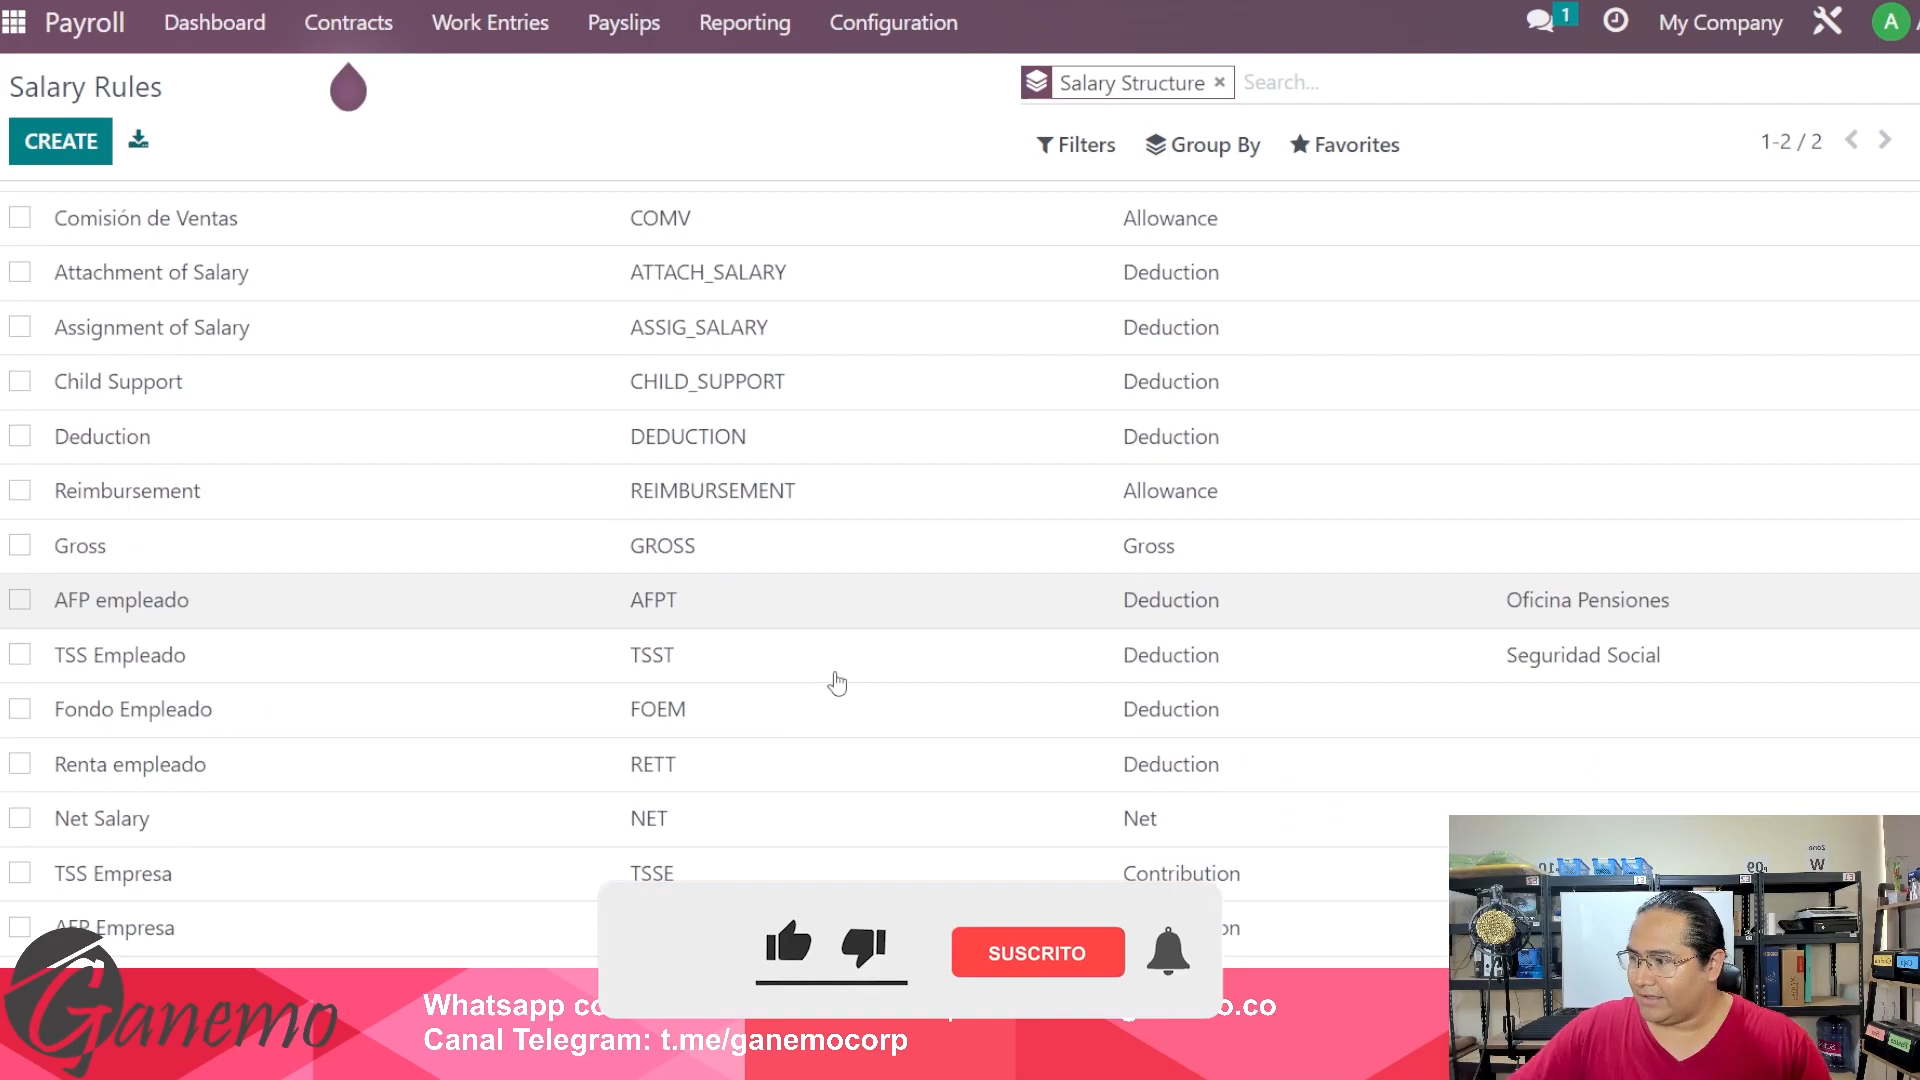 Payroll Dashboard Contracts Work Entries Payslips Reporting Configuration 1 My Company A
Salary Rules Salary Structure × Search...
CREATE Filters Group By Favorites 1-2 / 2
Comisión de Ventas COMV Allowance
Attachment of Salary ATTACH_SALARY Deduction
Assignment of Salary ASSIG_SALARY Deduction
Child Support CHILD_SUPPORT Deduction
Deduction DEDUCTION Deduction
Reimbursement REIMBURSEMENT Allowance
Gross GROSS Gross
AFP empleado AFPT Deduction Oficina Pensiones
TSS Empleado TSST Deduction Seguridad Social
Fondo Empleado FOEM Deduction
Renta empleado RETT Deduction
Net Salary NET Net
TSS Empresa TSSE Contribution
AFP Empresa
SUSCRITO
Ganemo
Whatsapp
Canal Telegram: t.me/ganemocorp